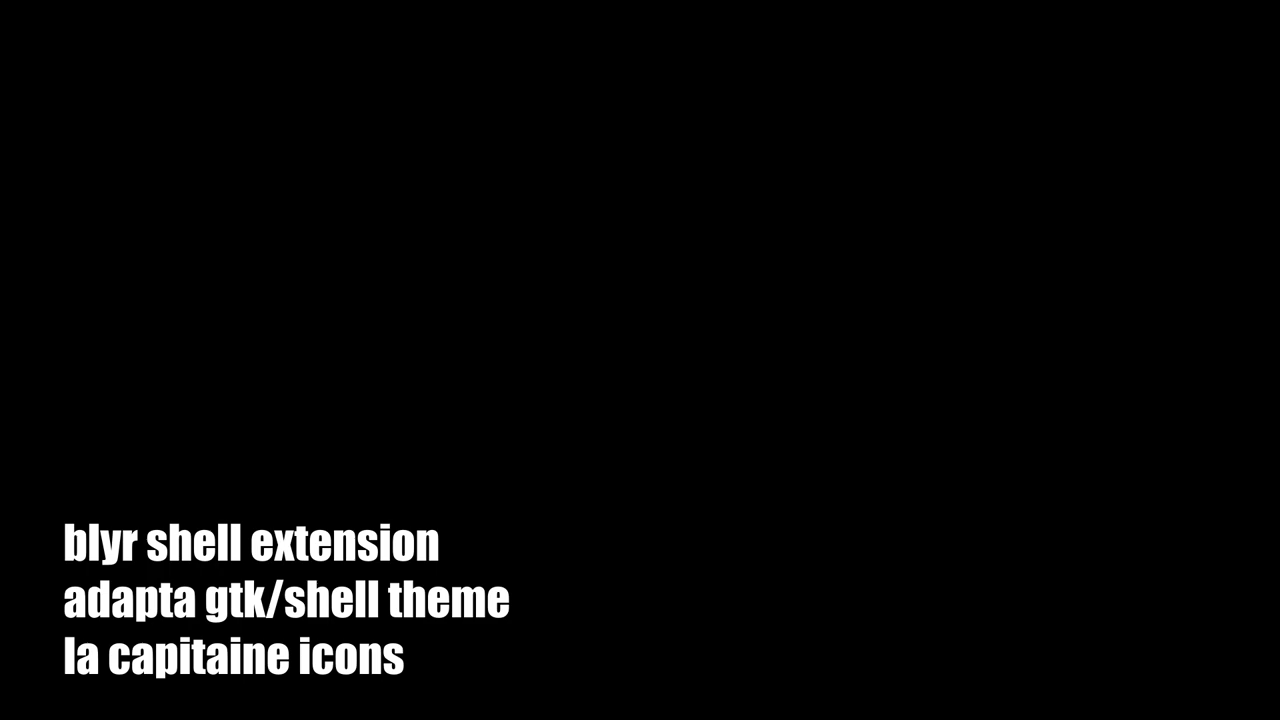 blyr shell extension
adapta gtk/shell theme
la capitaine icons